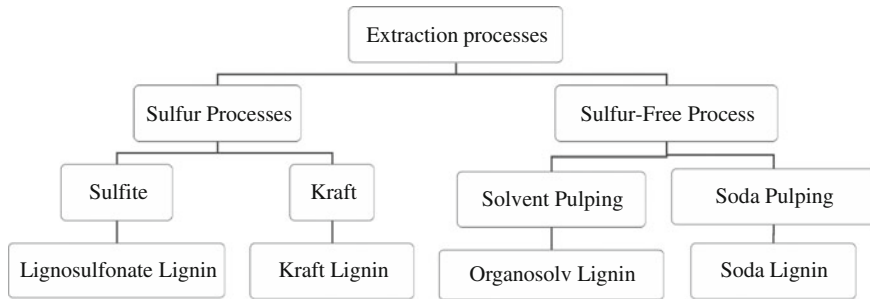 Extraction processes
Sulfur Processes
Sulfur-Free Process
Sulfite
Kraft
Solvent Pulping
Soda Pulping
Lignosulfonate Lignin
Kraft Lignin
Organosolv Lignin
Soda Lignin